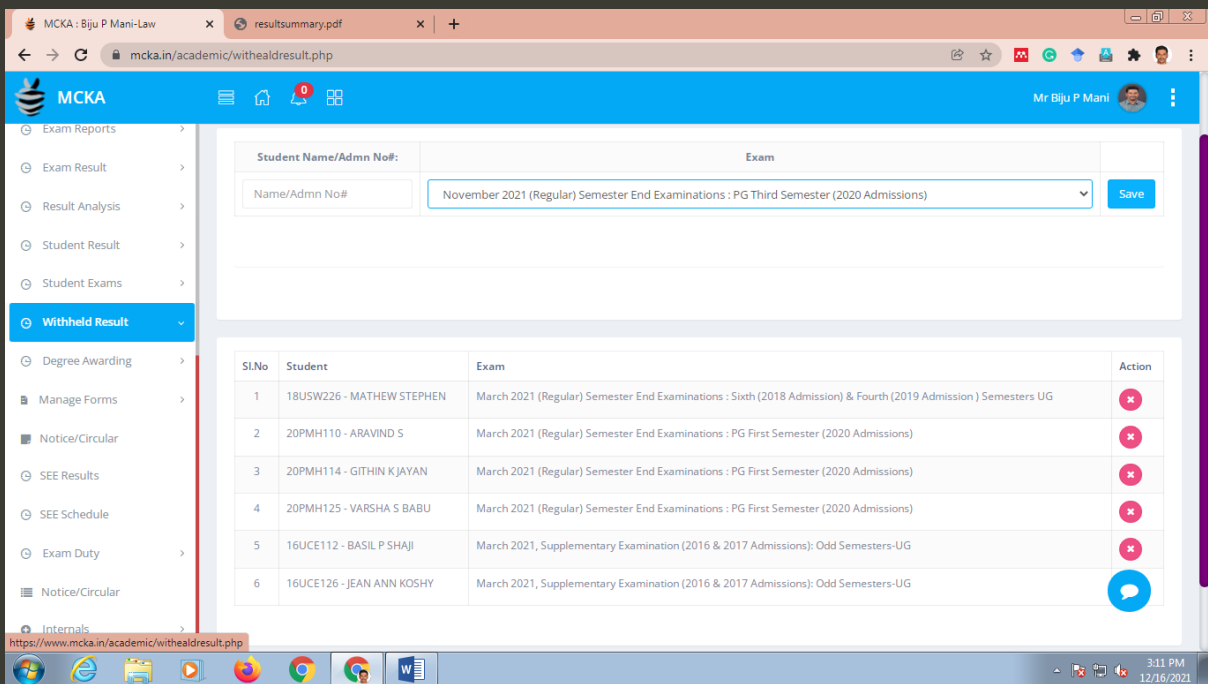 MCKA : Biju P Mani-Law
resultsummary.pdf
mcka.in/academic/withealdresult.php
MCKA
0
Mr Biju P Mani
Exam Reports
Exam Result
Result Analysis
Student Result
Student Exams
Withheld Result
Degree Awarding
Manage Forms
Notice/Circular
SEE Results
SEE Schedule
Exam Duty
Notice/Circular
Internals
Student Name/Admn No#: Exam
Name/Admn No# November 2021 (Regular) Semester End Examinations : PG Third Semester (2020 Admissions) Save
Sl.No Student Exam Action
1 18USW226 - MATHEW STEPHEN March 2021 (Regular) Semester End Examinations : Sixth (2018 Admission) & Fourth (2019 Admission ) Semesters UG
2 20PMH110 - ARAVIND S March 2021 (Regular) Semester End Examinations : PG First Semester (2020 Admissions)
3 20PMH114 - GITHIN K JAYAN March 2021 (Regular) Semester End Examinations : PG First Semester (2020 Admissions)
4 20PMH125 - VARSHA S BABU March 2021 (Regular) Semester End Examinations : PG First Semester (2020 Admissions)
5 16UCE112 - BASIL P SHAJI March 2021, Supplementary Examination (2016 & 2017 Admissions): Odd Semesters-UG
6 16UCE126 - JEAN ANN KOSHY March 2021, Supplementary Examination (2016 & 2017 Admissions): Odd Semesters-UG
https://www.mcka.in/academic/withealdresult.php
3:11 PM
12/16/2021